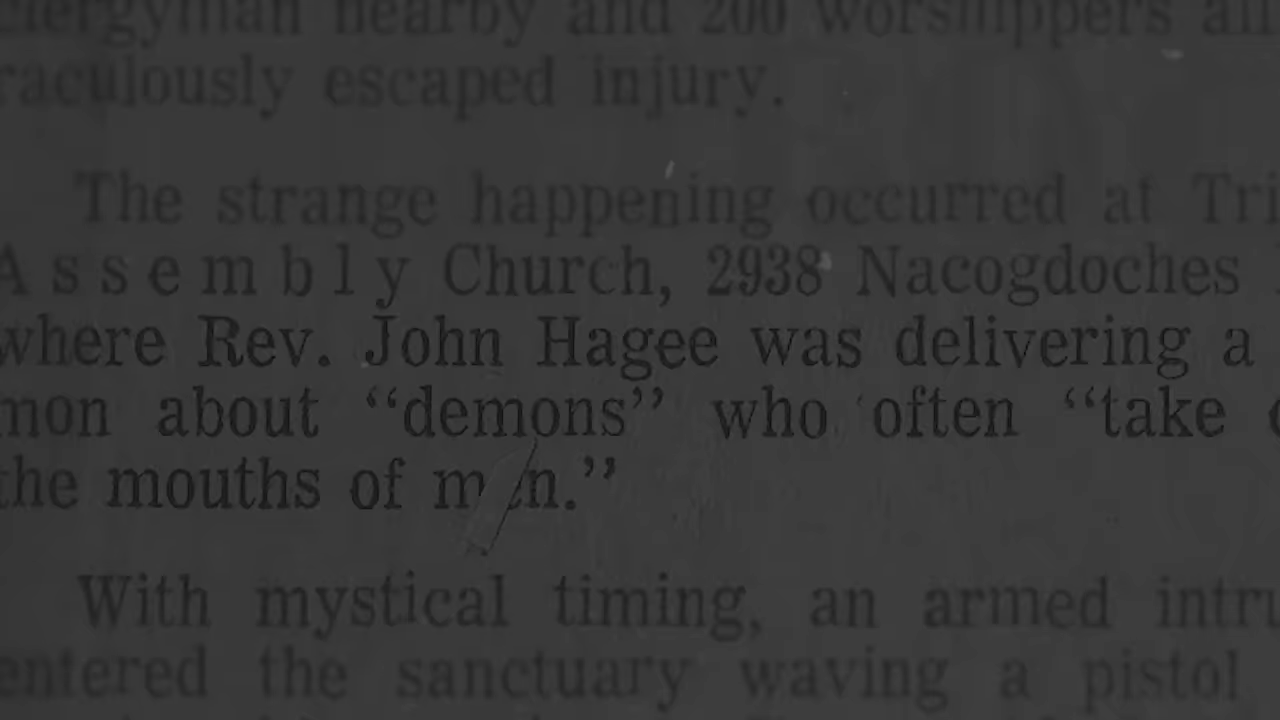 clergyman nearby and 200 worshippers all
raculously escaped injury.
The strange happening occurred at Tri
Assembly Church, 2938 Nacogdoches
where Rev. John Hagee was delivering a
mon about “demons” who often “take
the mouths of men.”
With mystical timing, an armed intru
entered the sanctuary waving a pistol